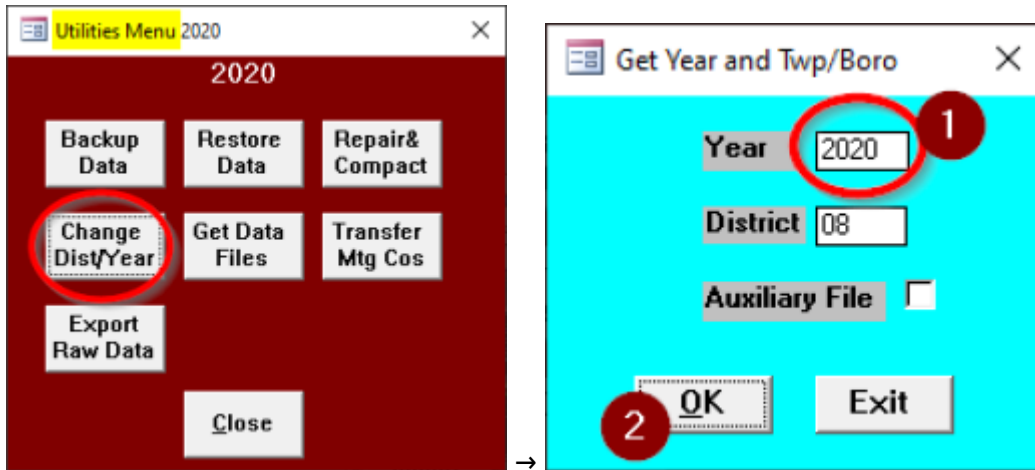 Utilities Menu 2020
2020
Backup
Data
Restore
Data
Repair&
Compact
Change
Dist/Year
Get Data
Files
Transfer
Mtg Cos
Export
Raw Data
Close
→
Get Year and Twp/Boro
Year 2020
1
District 08
Auxiliary File
2
OK
Exit